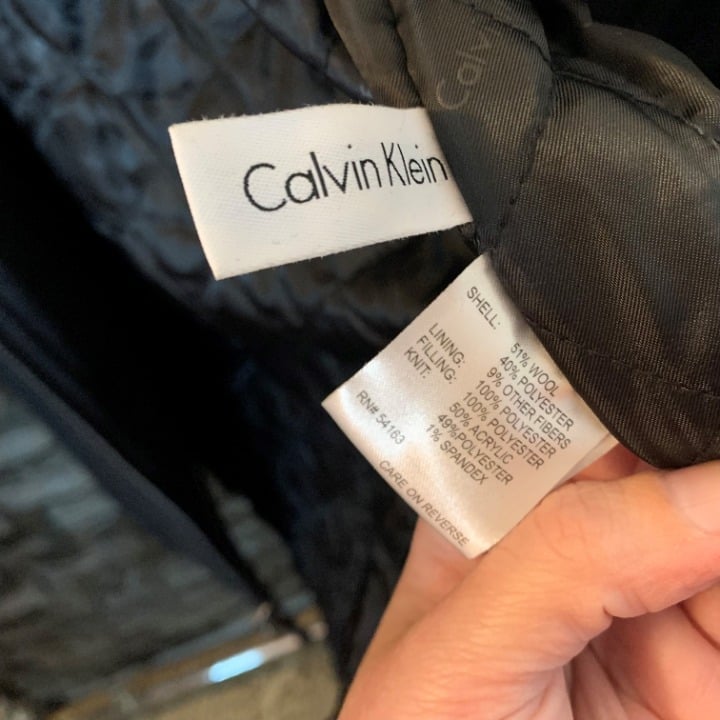 Calv
Calvin Klein
SHELL: 51% WOOL
40% POLYESTER
9% OTHER FIBERS
LINING: 100% POLYESTER
FILLING: 100% POLYESTER
KNIT: 50% ACRYLIC
49%POLYESTER
1% SPANDEX
RN# 54163
CARE ON REVERSE